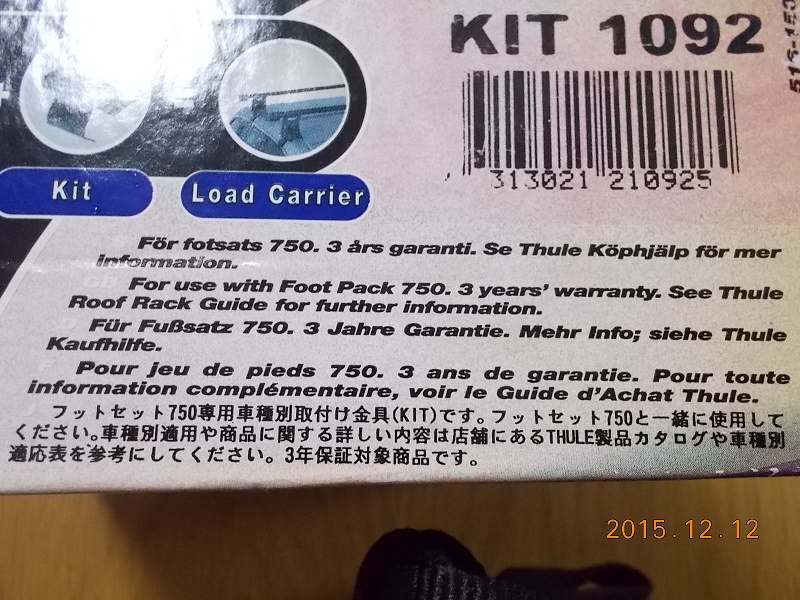 KIT 1092
313021 210925
Kit
Load Carrier
För fotsats 750. 3 års garanti. Se Thule Köphjälp för mer
information.
For use with Foot Pack 750. 3 years' warranty. See Thule
Roof Rack Guide for further information.
Für Fußsatz 750. 3 Jahre Garantie. Mehr Info; siehe Thule
Kaufhilfe.
Pour jeu de pieds 750. 3 ans de garantie. Pour toute
information complémentaire, voir le Guide d'Achat Thule.
フットセット750専用車種別取付け金具(KIT)です。フットセット750と一緒に使用して
ください。車種別適用や商品に関する詳しい内容は店舗にあるTHULE製品カタログや車種別
適応表を参考にしてください。3年保証対象商品です。
2015.12.12